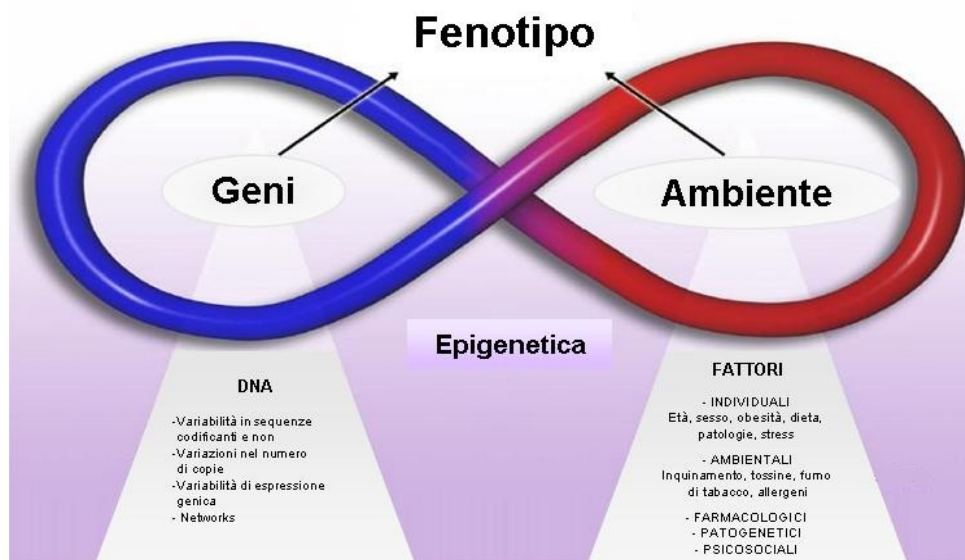 Fenotipo
Geni
Ambiente
Epigenetica
DNA
-Variabilità in sequenze
codificanti e non
-Variazioni nel numero
di copie
-Variabilità di espressione
genica
- Networks
FATTORI
- INDIVIDUALI
Età, sesso, obesità, dieta,
patologie, stress
- AMBIENTALI
Inquinamento, tossine, fumo
di tabacco, allergeni
- FARMACOLOGICI
- PATOGENETICI
- PSICOSOCIALI